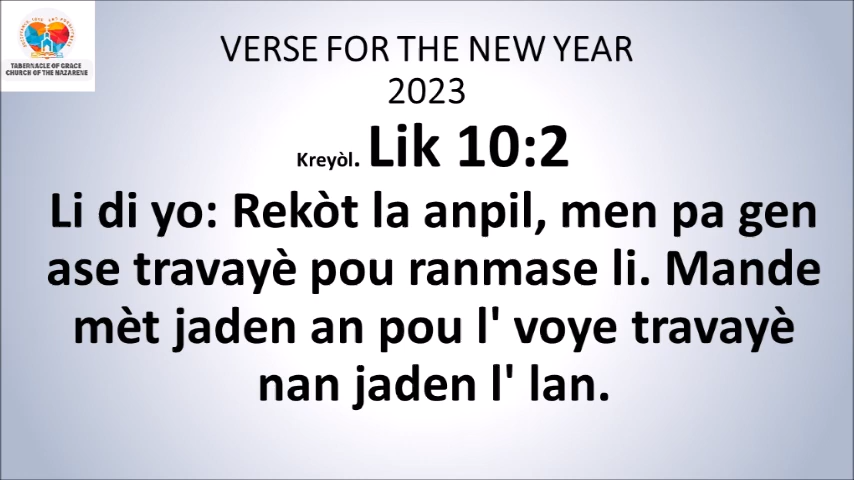 TABERNACLE OF GRACE
CHURCH OF THE NAZARENE
VERSE FOR THE NEW YEAR
2023
Kreyòl. Lik 10:2
Li di yo: Rekòt la anpil, men pa gen
ase travayè pou ranmase li. Mande
mèt jaden an pou l' voye travayè
nan jaden l' lan.